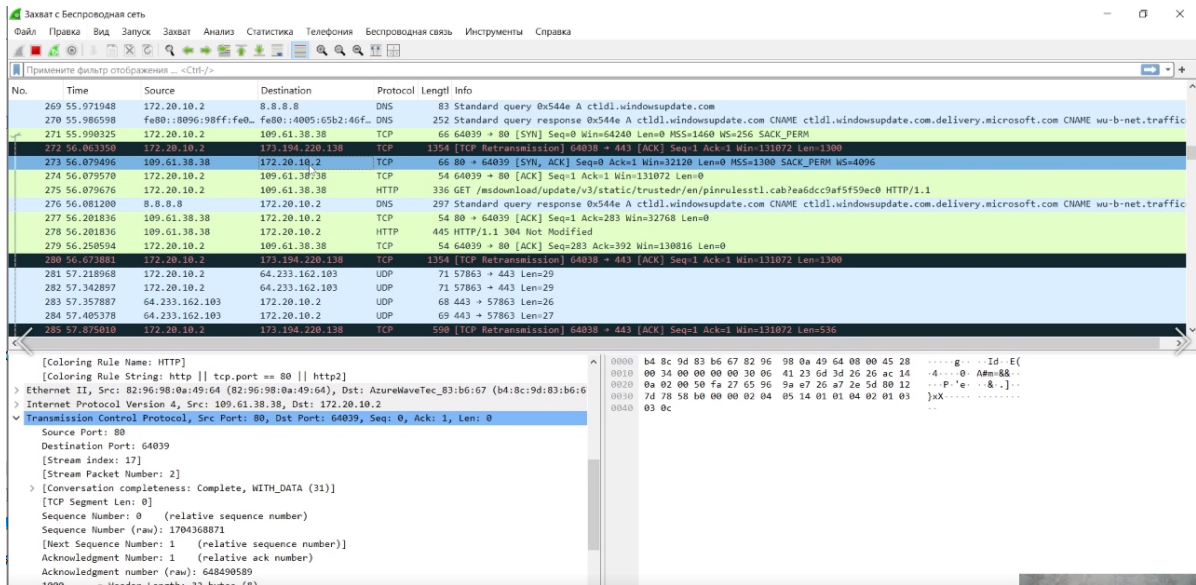 Захват с Беспроводная сеть
Файл Правка Вид Запуск Захват Анализ Статистика Телефония Беспроводная связь Инструменты Справка
Примените фильтр отображения … <Ctrl-/>
No. Time Source Destination Protocol Lengtl Info
269 55.971948 172.20.10.2 8.8.8.8 DNS 83 Standard query 0x544e A ctldl.windowsupdate.com
270 55.986598 fe80::8096:98ff:fe0… fe80::4005:65b2:46f… DNS 252 Standard query response 0x544e A ctldl.windowsupdate.com CNAME ctldl.windowsupdate.com.delivery.microsoft.com CNAME wu-b-net.traffic
271 55.990325 172.20.10.2 109.61.38.38 TCP 66 64039 → 80 [SYN] Seq=0 Win=64240 Len=0 MSS=1460 WS=256 SACK_PERM
272 56.063350 172.20.10.2 173.194.220.138 TCP 1354 [TCP Retransmission] 64038 → 443 [ACK] Seq=1 Ack=1 Win=131072 Len=1300
273 56.079496 109.61.38.38 172.20.10.2 TCP 66 80 → 64039 [SYN, ACK] Seq=0 Ack=1 Win=32120 Len=0 MSS=1300 SACK_PERM WS=4096
274 56.079570 172.20.10.2 109.61.38.38 TCP 54 64039 → 80 [ACK] Seq=1 Ack=1 Win=131072 Len=0
275 56.079676 172.20.10.2 109.61.38.38 HTTP 336 GET /msdownload/update/v3/static/trustedr/en/pinrulesstl.cab?ea6dcc9af5f59ec0 HTTP/1.1
276 56.081200 8.8.8.8 172.20.10.2 DNS 297 Standard query response 0x544e A ctldl.windowsupdate.com CNAME ctldl.windowsupdate.com.delivery.microsoft.com CNAME wu-b-net.traffic
277 56.201836 109.61.38.38 172.20.10.2 TCP 54 80 → 64039 [ACK] Seq=1 Ack=283 Win=32768 Len=0
278 56.201836 109.61.38.38 172.20.10.2 HTTP 445 HTTP/1.1 304 Not Modified
279 56.250594 172.20.10.2 109.61.38.38 TCP 54 64039 → 80 [ACK] Seq=283 Ack=392 Win=130816 Len=0
280 56.673881 172.20.10.2 173.194.220.138 TCP 1354 [TCP Retransmission] 64038 → 443 [ACK] Seq=1 Ack=1 Win=131072 Len=1300
281 57.218968 172.20.10.2 64.233.162.103 UDP 71 57863 → 443 Len=29
282 57.342897 172.20.10.2 64.233.162.103 UDP 71 57863 → 443 Len=29
283 57.357887 64.233.162.103 172.20.10.2 UDP 68 443 → 57863 Len=26
284 57.405378 64.233.162.103 172.20.10.2 UDP 69 443 → 57863 Len=27
285 57.875010 172.20.10.2 173.194.220.138 TCP 590 [TCP Retransmission] 64038 → 443 [ACK] Seq=1 Ack=1 Win=131072 Len=536
[Coloring Rule Name: HTTP]
[Coloring Rule String: http || tcp.port == 80 || http2]
Ethernet II, Src: 82:96:98:0a:49:64 (82:96:98:0a:49:64), Dst: AzureWaveTec_83:b6:67 (b4:8c:9d:83:b6:6
Internet Protocol Version 4, Src: 109.61.38.38, Dst: 172.20.10.2
Transmission Control Protocol, Src Port: 80, Dst Port: 64039, Seq: 0, Ack: 1, Len: 0
Source Port: 80
Destination Port: 64039
[Stream index: 17]
[Stream Packet Number: 2]
[Conversation completeness: Complete, WITH_DATA (31)]
[TCP Segment Len: 0]
Sequence Number: 0 (relative sequence number)
Sequence Number (raw): 1704368871
[Next Sequence Number: 1 (relative sequence number)]
Acknowledgment Number: 1 (relative ack number)
Acknowledgment number (raw): 648490589
1000 .... = Header Length: 32 bytes (8)
0000 b4 8c 9d 83 b6 67 82 96 98 0a 49 64 08 00 45 28 ·····g·· ··Id··E(
0010 00 34 00 00 00 00 30 06 41 23 6d 3d 26 26 ac 14 ·4····0· A#m=&&··
0020 0a 02 00 50 fa 27 65 96 9a e7 26 a7 2e 5d 80 12 ···P·'e· ··&·.]··
0030 7d 78 58 b0 00 00 02 04 05 14 01 01 04 02 01 03 }xX····· ········
0040 03 0c ··